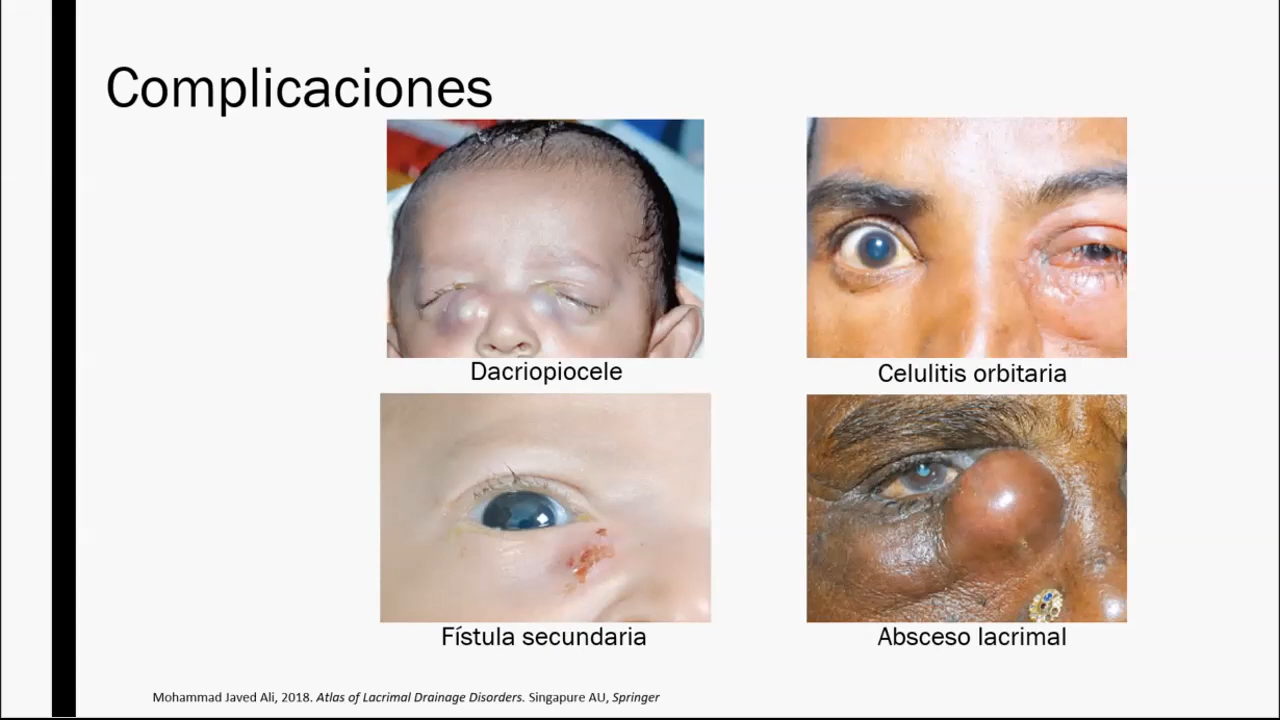 Complicaciones
Dacriopiocele
Celulitis orbitaria
Fístula secundaria
Absceso lacrimal
Mohammad Javed Ali, 2018. Atlas of Lacrimal Drainage Disorders. Singapure AU, Springer